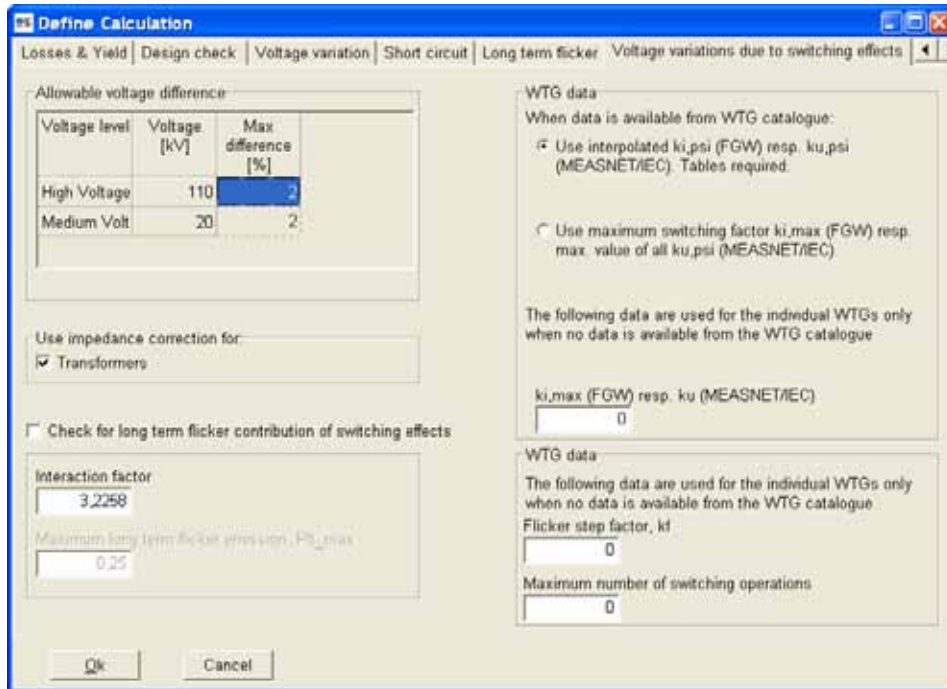 Define Calculation
Losses & Yield
Design check
Voltage variation
Short circuit
Long term flicker
Voltage variations due to switching effects
Allowable voltage difference
Voltage level Voltage [kV] Max difference [%]
High Voltage 110 2
Medium Volt 20 2
Use impedance correction for:
Transformers
Check for long term flicker contribution of switching effects
Interaction factor
3,2258
Maximum long term flicker emission, Plt_max
0,25
Ok
Cancel
WTG data
When data is available from WTG catalogue:
Use interpolated ki,psi (FGW) resp. ku,psi
(MEASNET/IEC). Tables required.
Use maximum switching factor ki,max (FGW) resp.
max. value of all ku,psi (MEASNET/IEC)
The following data are used for the individual WTGs only
when no data is available from the WTG catalogue
ki,max (FGW) resp. ku (MEASNET/IEC)
0
WTG data
The following data are used for the individual WTGs only
when no data is available from the WTG catalogue
Flicker step factor, kf
0
Maximum number of switching operations
0